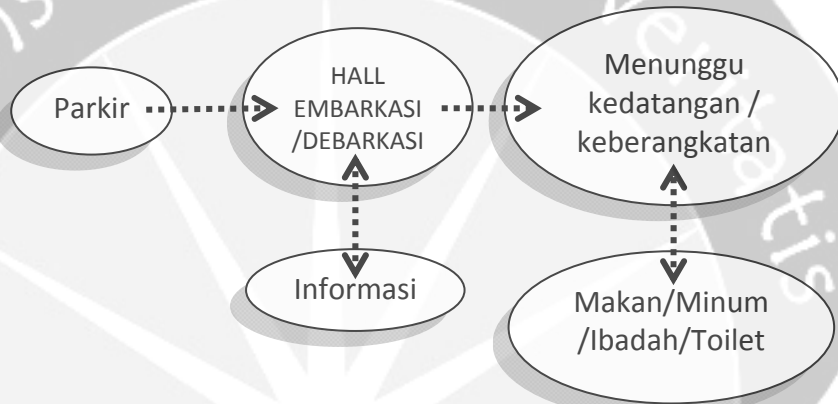 Parkir
HALL
EMBARKASI
/DEBARKASI
Menunggu
kedatangan /
keberangkatan
Informasi
Makan/Minum
/Ibadah/Toilet